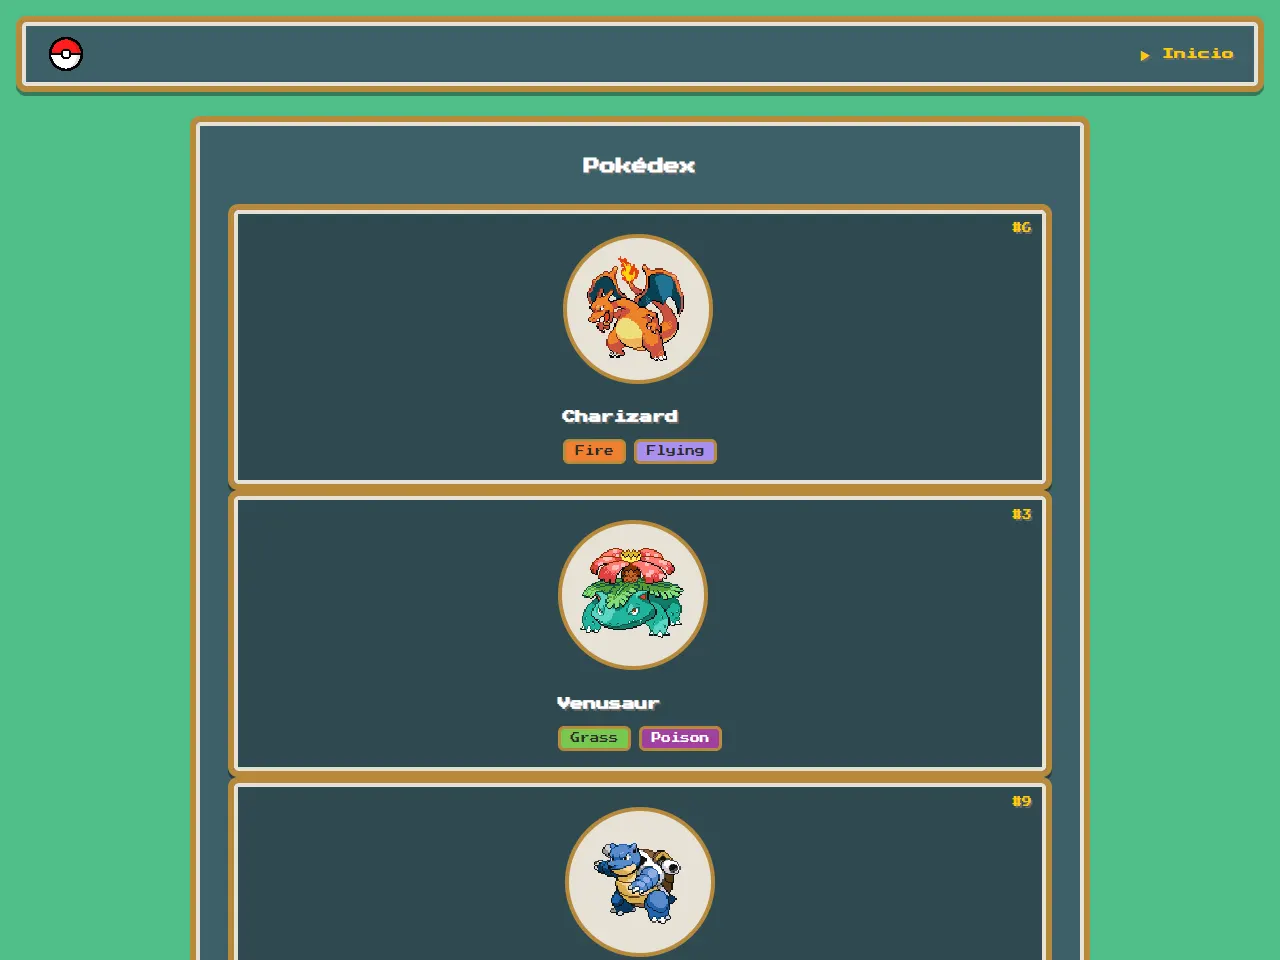 Inicio
Pokédex
#6
Charizard
Fire Flying
#3
Venusaur
Grass Poison
#9